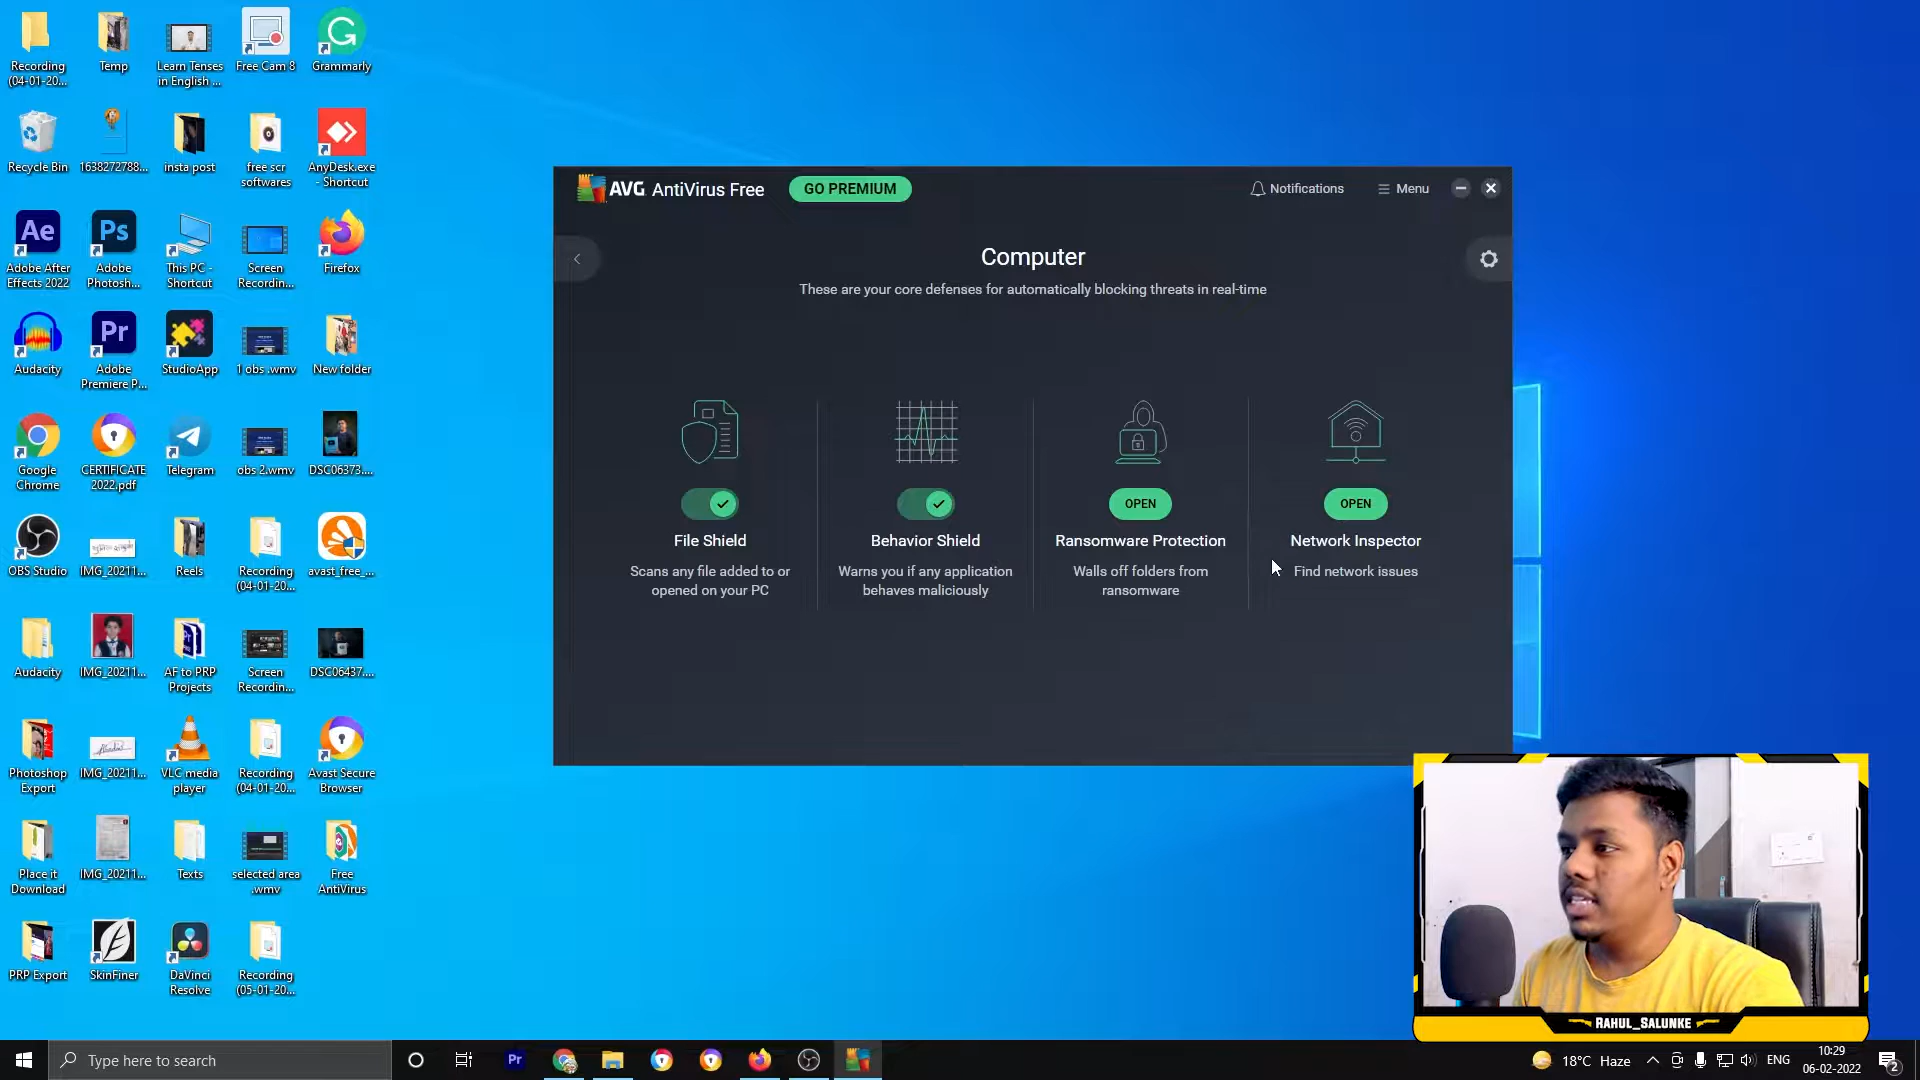 Recording
(04-01-20...
Temp
Learn Tenses
in English ...
Free Cam 8
Grammarly
Recycle Bin
1638272788...
insta post
free scr
softwares
AnyDesk.exe
- Shortcut
Ae
Adobe After
Effects 2022
Ps
Adobe
Photosh...
This PC -
Shortcut
Screen
Recordin...
Firefox
Audacity
Pr
Adobe
Premiere P...
StudioApp
1 obs .wmv
New folder
Google
Chrome
CERTIFICATE
2022.pdf
Telegram
obs 2.wmv
DSC06373....
OBS Studio
IMG_20211...
Reels
Recording
(04-01-20...
avast_free_...
Audacity
IMG_20211...
AF to PRP
Projects
Screen
Recordin...
DSC06437....
Photoshop
Export
IMG_20211...
VLC media
player
Recording
(04-01-20...
Avast Secure
Browser
Place it
Download
IMG_20211...
Texts
selected area
.wmv
Free
AntiVirus
PRP Export
SkinFiner
DaVinci
Resolve
Recording
(05-01-20...
AVG AntiVirus Free
GO PREMIUM
Notifications
Menu
Computer
These are your core defenses for automatically blocking threats in real-time
File Shield
Scans any file added to or
opened on your PC
Behavior Shield
Warns you if any application
behaves maliciously
OPEN
Ransomware Protection
Walls off folders from
ransomware
OPEN
Network Inspector
Find network issues
RAHUL_SALUNKE
Type here to search
Pr
18°C Haze
ENG
10:29
06-02-2022
2